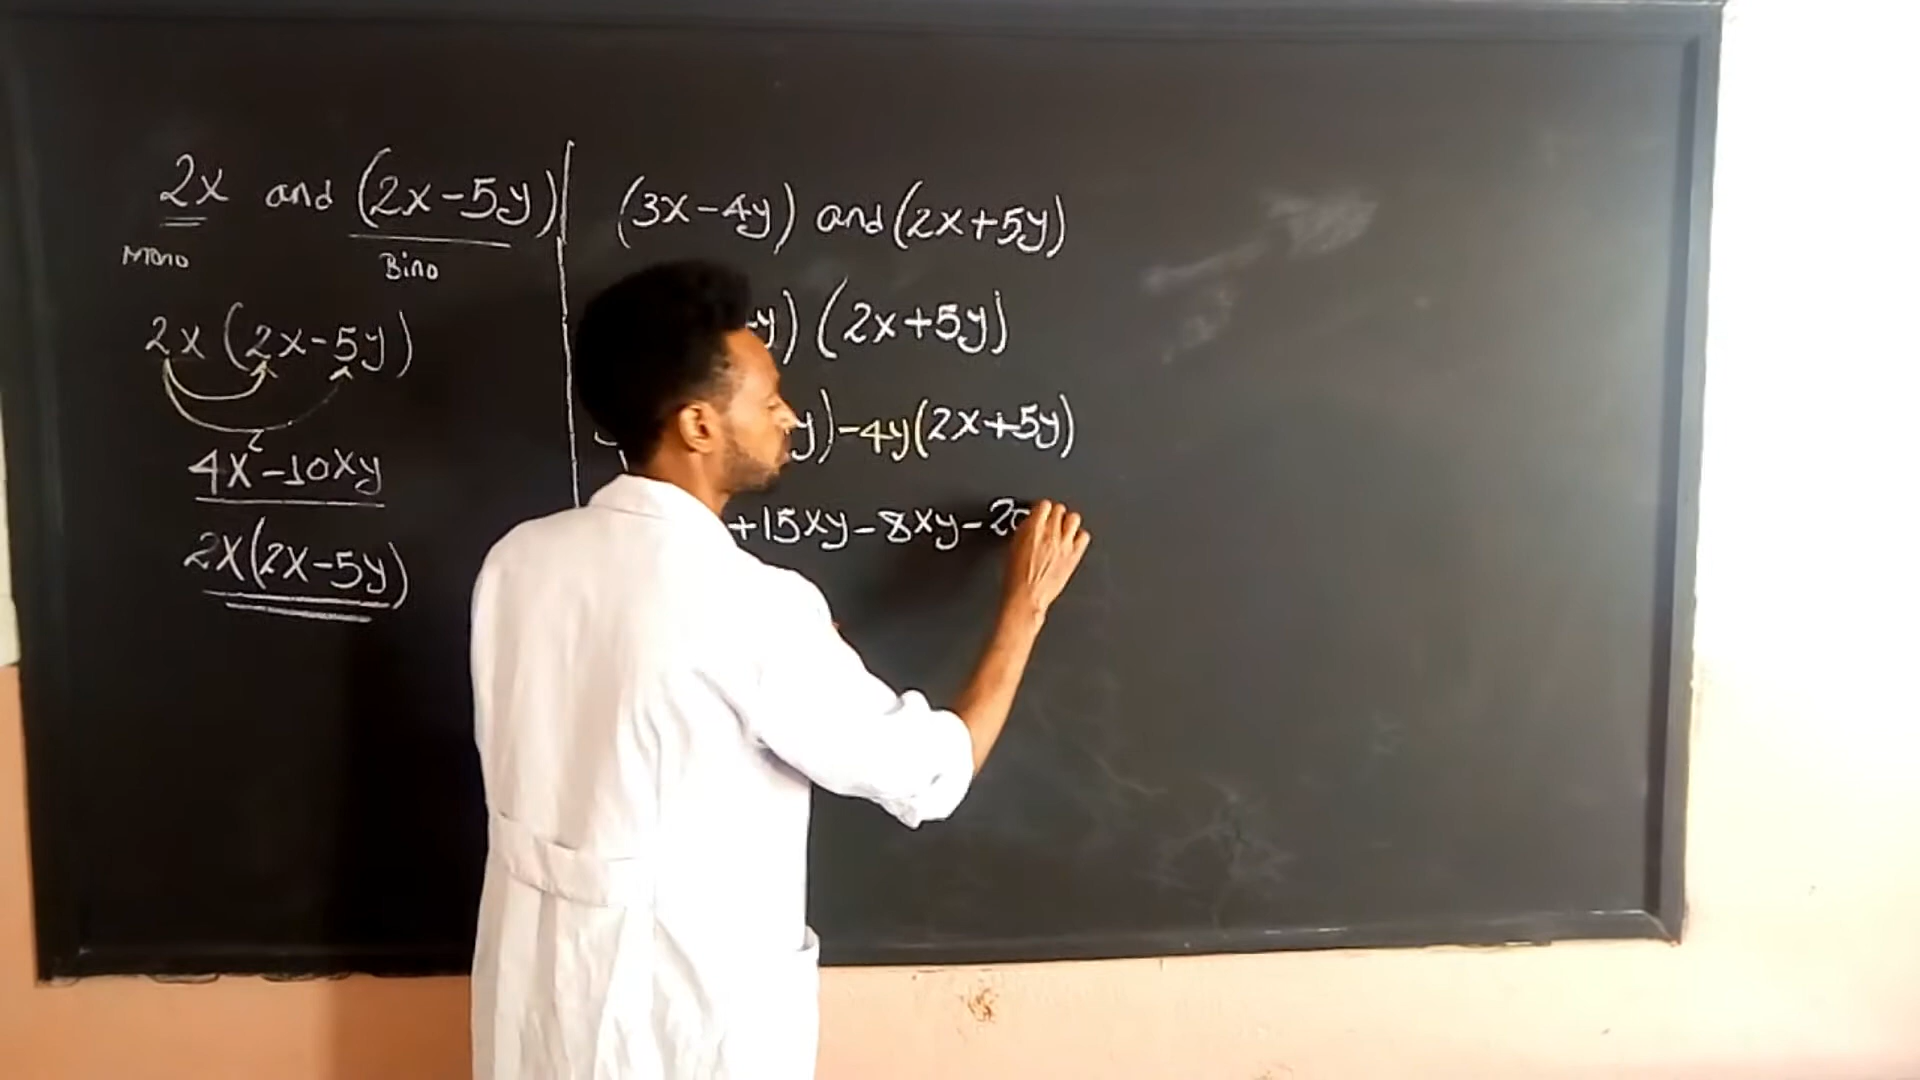 2x and (2x-5y)
Mono Bino
2x(2x-5y)
4x²-10xy
2x(2x-5y)
(3x-4y) and (2x+5y)
y)(2x+5y)
y)-4y(2x+5y)
+15xy-8xy-20